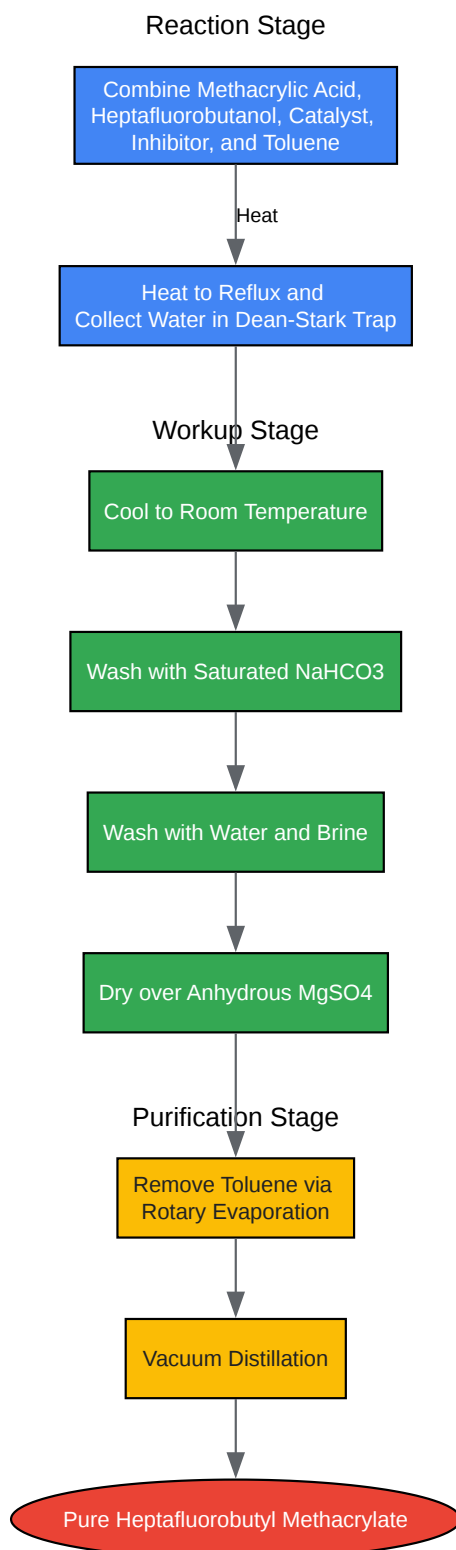 Reaction Stage
Combine Methacrylic Acid,
Heptafluorobutanol, Catalyst,
Inhibitor, and Toluene
Heat
Heat to Reflux and
Collect Water in Dean-Stark Trap
Workup Stage
Cool to Room Temperature
Wash with Saturated NaHCO3
Wash with Water and Brine
Dry over Anhydrous MgSO4
Purification Stage
Remove Toluene via
Rotary Evaporation
Vacuum Distillation
Pure Heptafluorobutyl Methacrylate